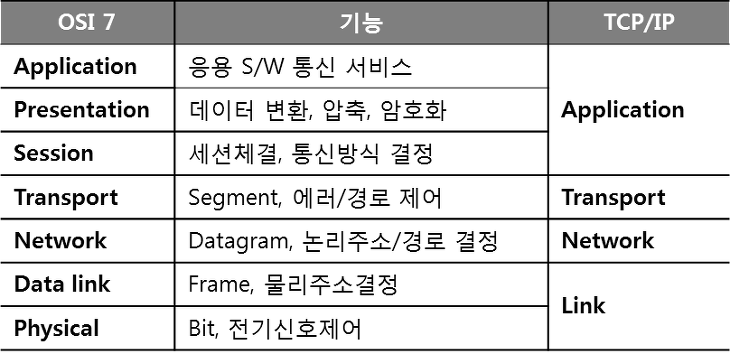 OSI 7 기능 TCP/IP
Application 응용 S/W 통신 서비스
Presentation 데이터 변환, 압축, 암호화 Application
Session 세션체결, 통신방식 결정
Transport Segment, 에러/경로 제어 Transport
Network Datagram, 논리주소/경로 결정 Network
Data link Frame, 물리주소결정
Link
Physical Bit, 전기신호제어